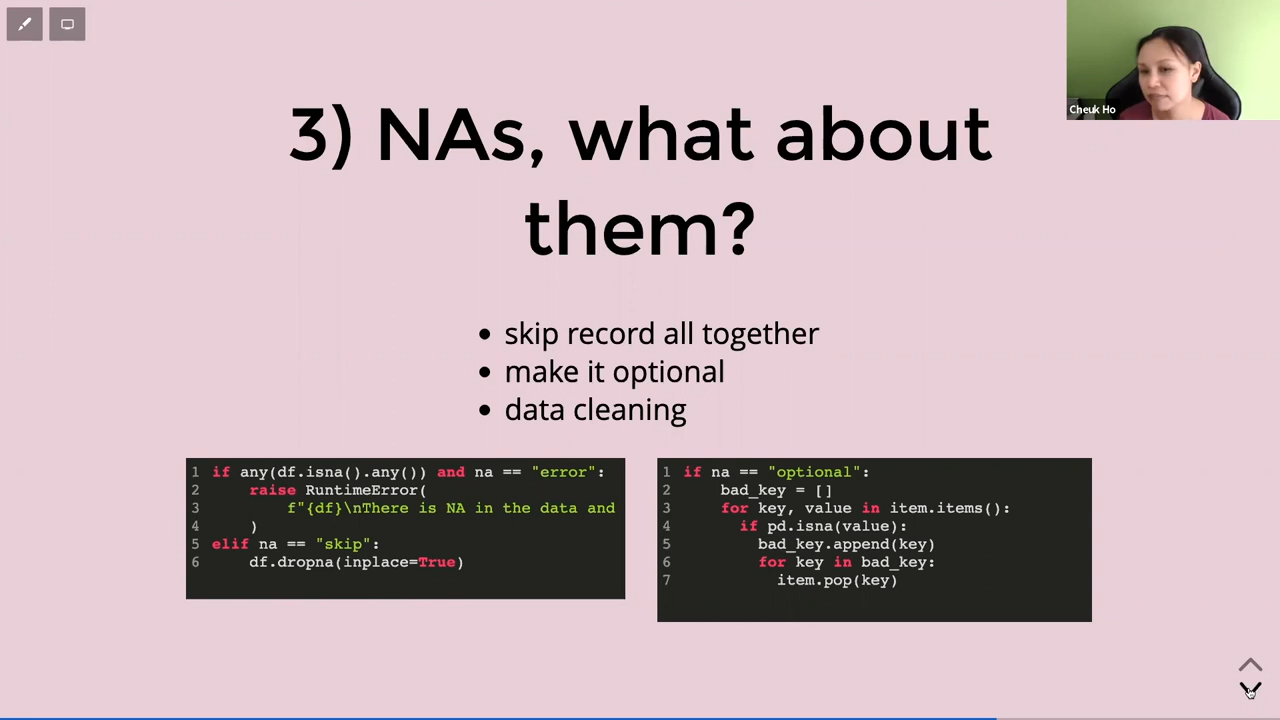 Cheuk Ho
3) NAs, what about
them?
skip record all together
make it optional
data cleaning
1 if any(df.isna().any()) and na == "error":
2 raise RuntimeError(
3 f"{df}\nThere is NA in the data and
4 )
5 elif na == "skip":
6 df.dropna(inplace=True)
1 if na == "optional":
2 bad_key = []
3 for key, value in item.items():
4 if pd.isna(value):
5 bad_key.append(key)
6 for key in bad_key:
7 item.pop(key)